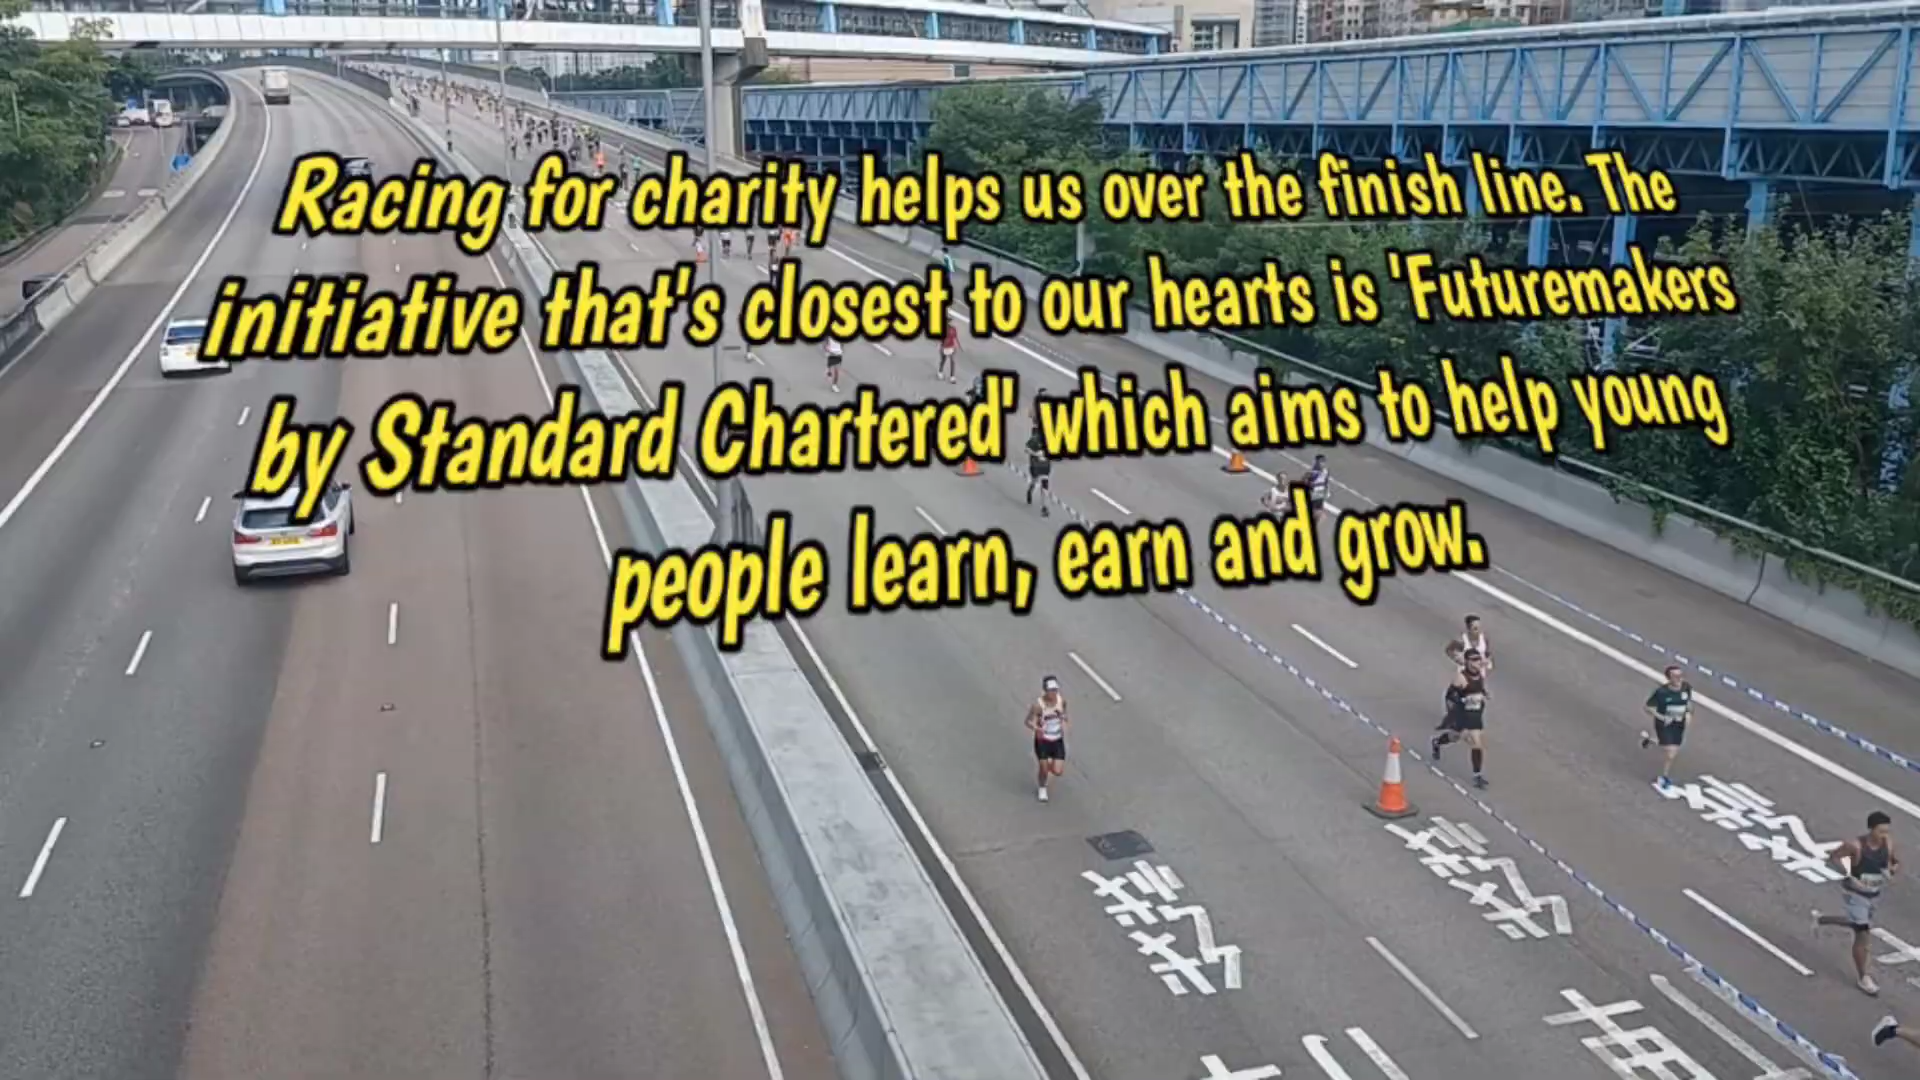 Racing for charity helps us over the finish line. The
initiative that's closest to our hearts is 'Futuremakers
by Standard Chartered' which aims to help young
people learn, earn and grow.